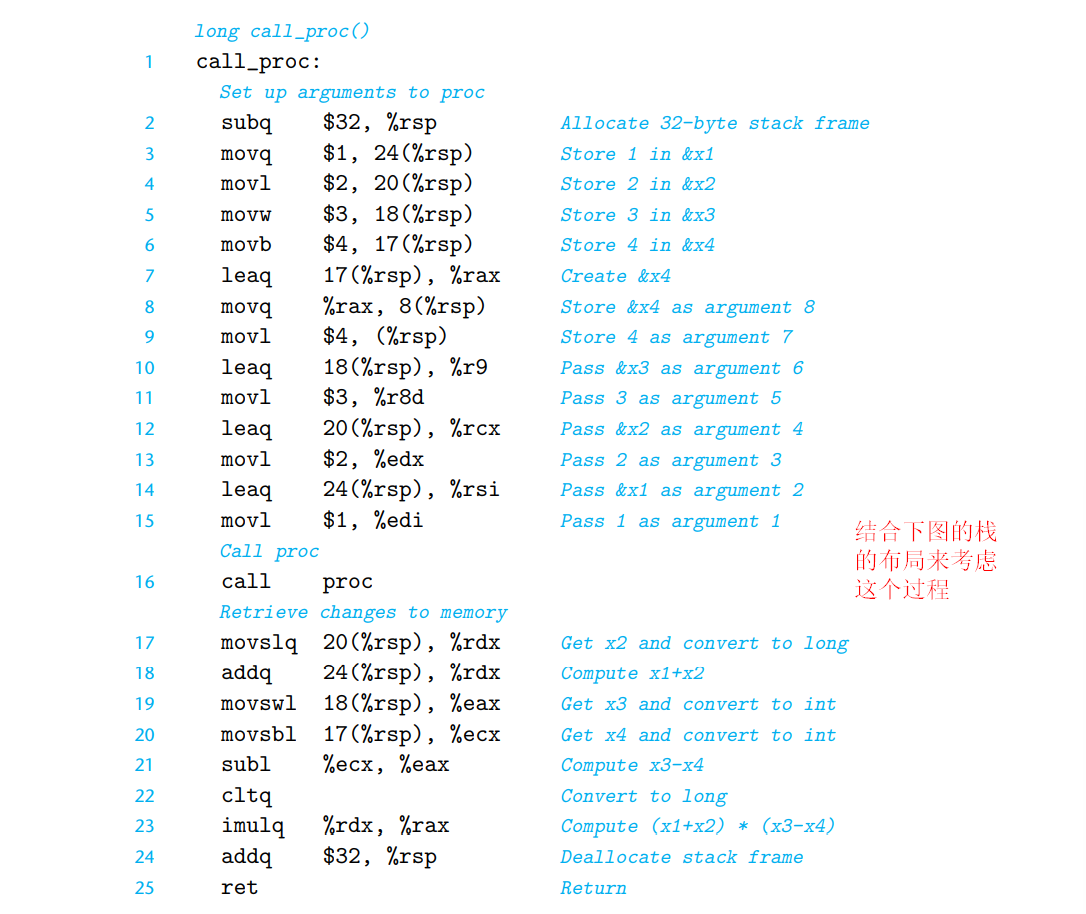 long call_proc()
1 call_proc:
Set up arguments to proc
2 subq $32, %rsp Allocate 32-byte stack frame
3 movq $1, 24(%rsp) Store 1 in &x1
4 movl $2, 20(%rsp) Store 2 in &x2
5 movw $3, 18(%rsp) Store 3 in &x3
6 movb $4, 17(%rsp) Store 4 in &x4
7 leaq 17(%rsp), %rax Create &x4
8 movq %rax, 8(%rsp) Store &x4 as argument 8
9 movl $4, (%rsp) Store 4 as argument 7
10 leaq 18(%rsp), %r9 Pass &x3 as argument 6
11 movl $3, %r8d Pass 3 as argument 5
12 leaq 20(%rsp), %rcx Pass &x2 as argument 4
13 movl $2, %edx Pass 2 as argument 3
14 leaq 24(%rsp), %rsi Pass &x1 as argument 2
15 movl $1, %edi Pass 1 as argument 1
结合下图的栈
的布局来考虑
这个过程
Call proc
16 call proc
Retrieve changes to memory
17 movslq 20(%rsp), %rdx Get x2 and convert to long
18 addq 24(%rsp), %rdx Compute x1+x2
19 movswl 18(%rsp), %eax Get x3 and convert to int
20 movsbl 17(%rsp), %ecx Get x4 and convert to int
21 subl %ecx, %eax Compute x3-x4
22 cltq Convert to long
23 imulq %rdx, %rax Compute (x1+x2) * (x3-x4)
24 addq $32, %rsp Deallocate stack frame
25 ret Return